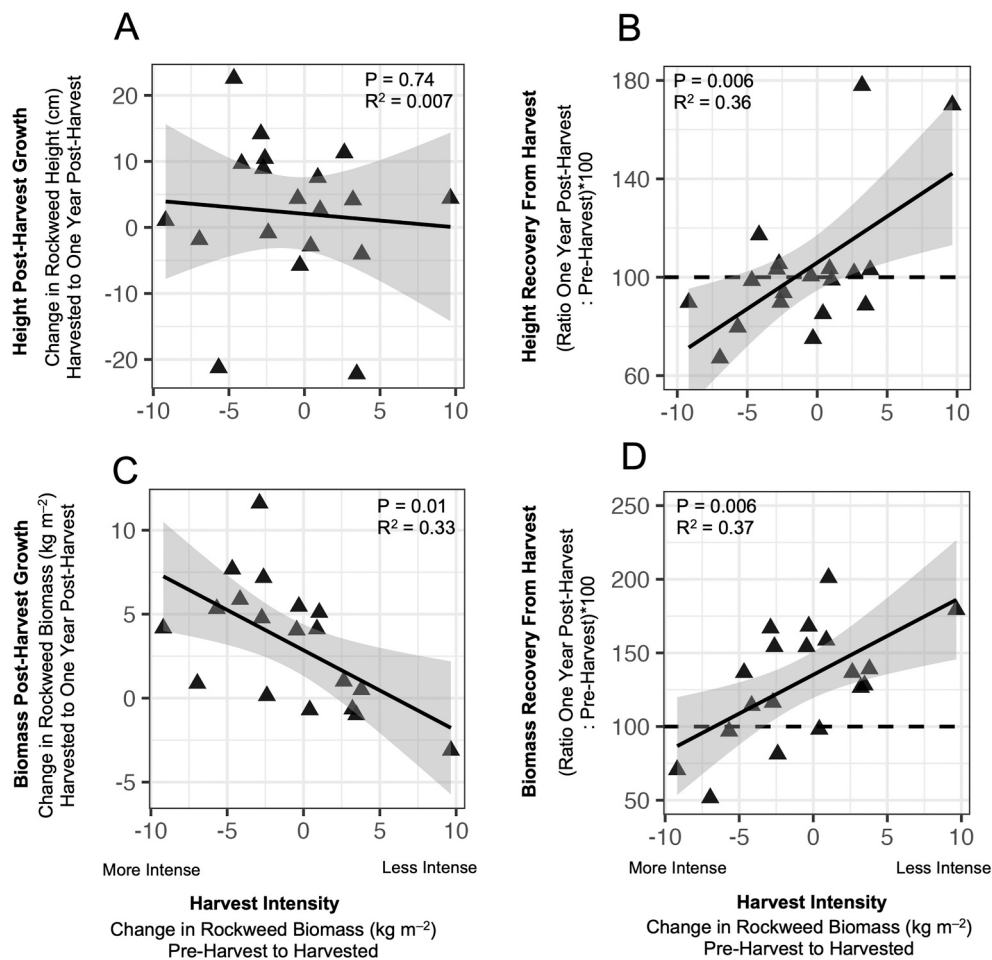 A
Height Post-Harvest Growth
Change in Rockweed Height (cm)
Harvested to One Year Post-Harvest
P = 0.74
R² = 0.007
20
10
0
-10
-20
-10 -5 0 5 10
B
Height Recovery From Harvest
(Ratio One Year Post-Harvest
: Pre-Harvest)*100
P = 0.006
R² = 0.36
180
140
100
60
-10 -5 0 5 10
C
Biomass Post-Harvest Growth
Change in Rockweed Biomass (kg m⁻²)
Harvested to One Year Post-Harvest
P = 0.01
R² = 0.33
10
5
0
-5
-10 -5 0 5 10
More Intense Less Intense
Harvest Intensity
Change in Rockweed Biomass (kg m⁻²)
Pre-Harvest to Harvested
D
Biomass Recovery From Harvest
(Ratio One Year Post-Harvest
: Pre-Harvest)*100
P = 0.006
R² = 0.37
250
200
150
100
50
-10 -5 0 5 10
More Intense Less Intense
Harvest Intensity
Change in Rockweed Biomass (kg m⁻²)
Pre-Harvest to Harvested